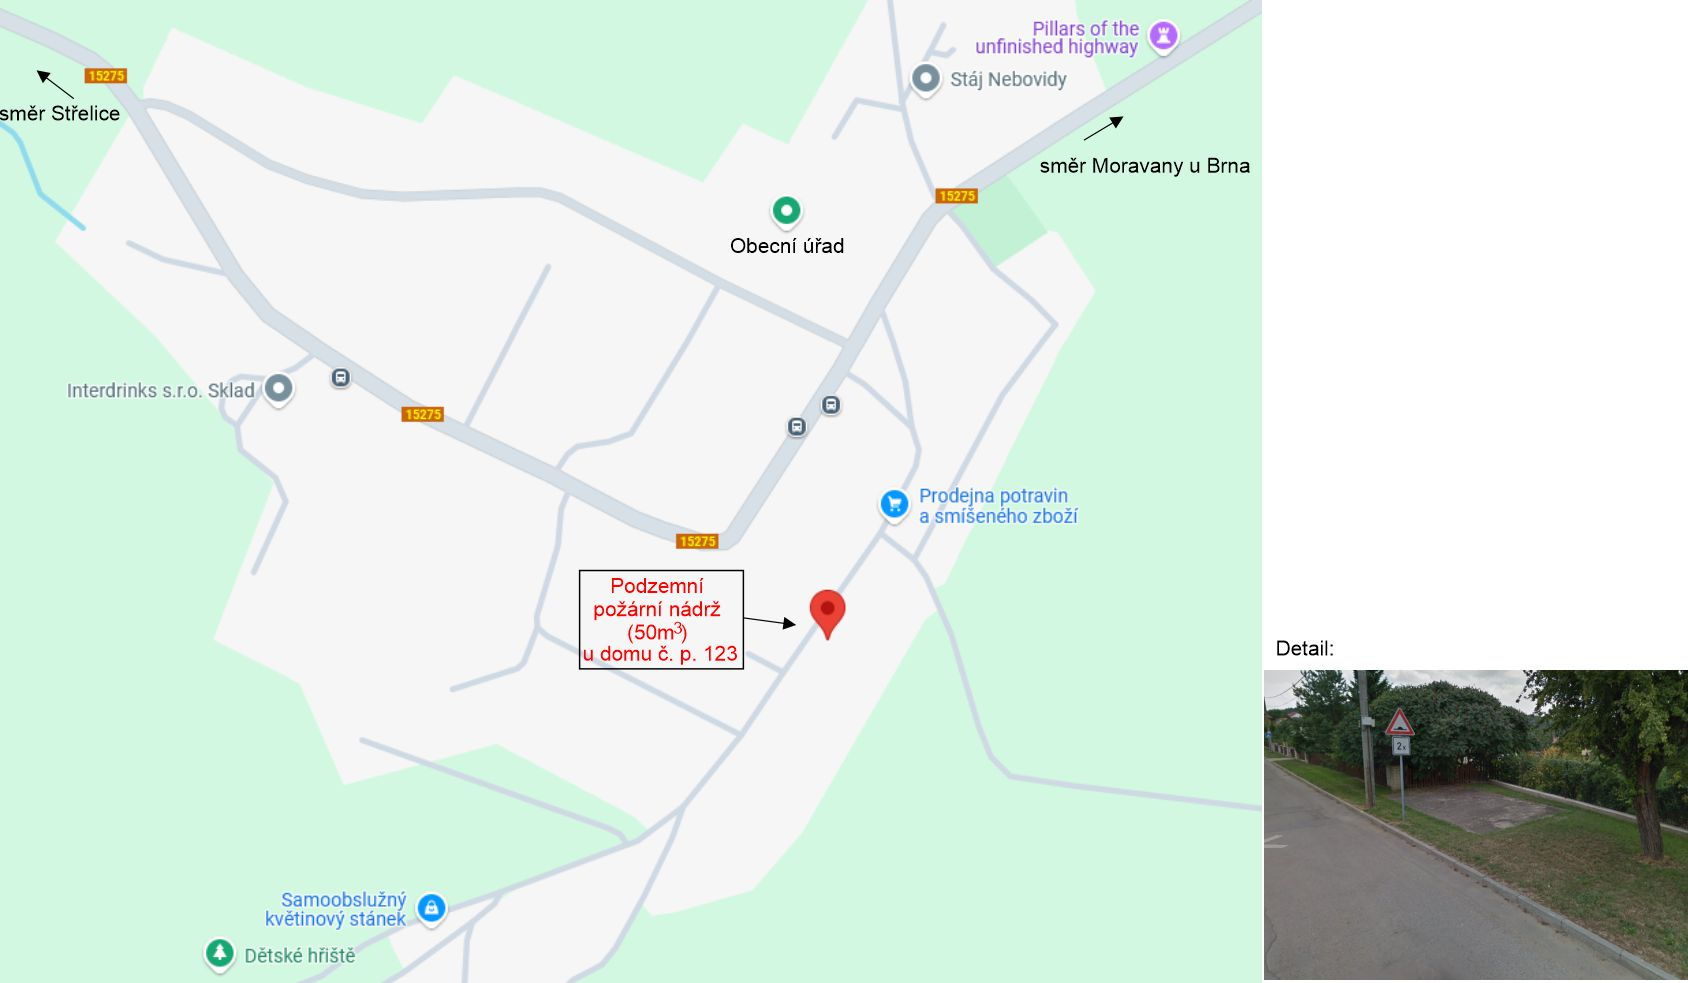 Pillars of the
unfinished highway
15275
Stáj Nebovidy
směr Střelice
směr Moravany u Brna
15275
Obecní úřad
Interdrinks s.r.o. Sklad
15275
Prodejna potravin
a smíšeného zboží
15275
Podzemní
požární nádrž
(50m³)
u domu č. p. 123
Detail:
2x
Samoobslužný
květinový stánek
Dětské hřiště